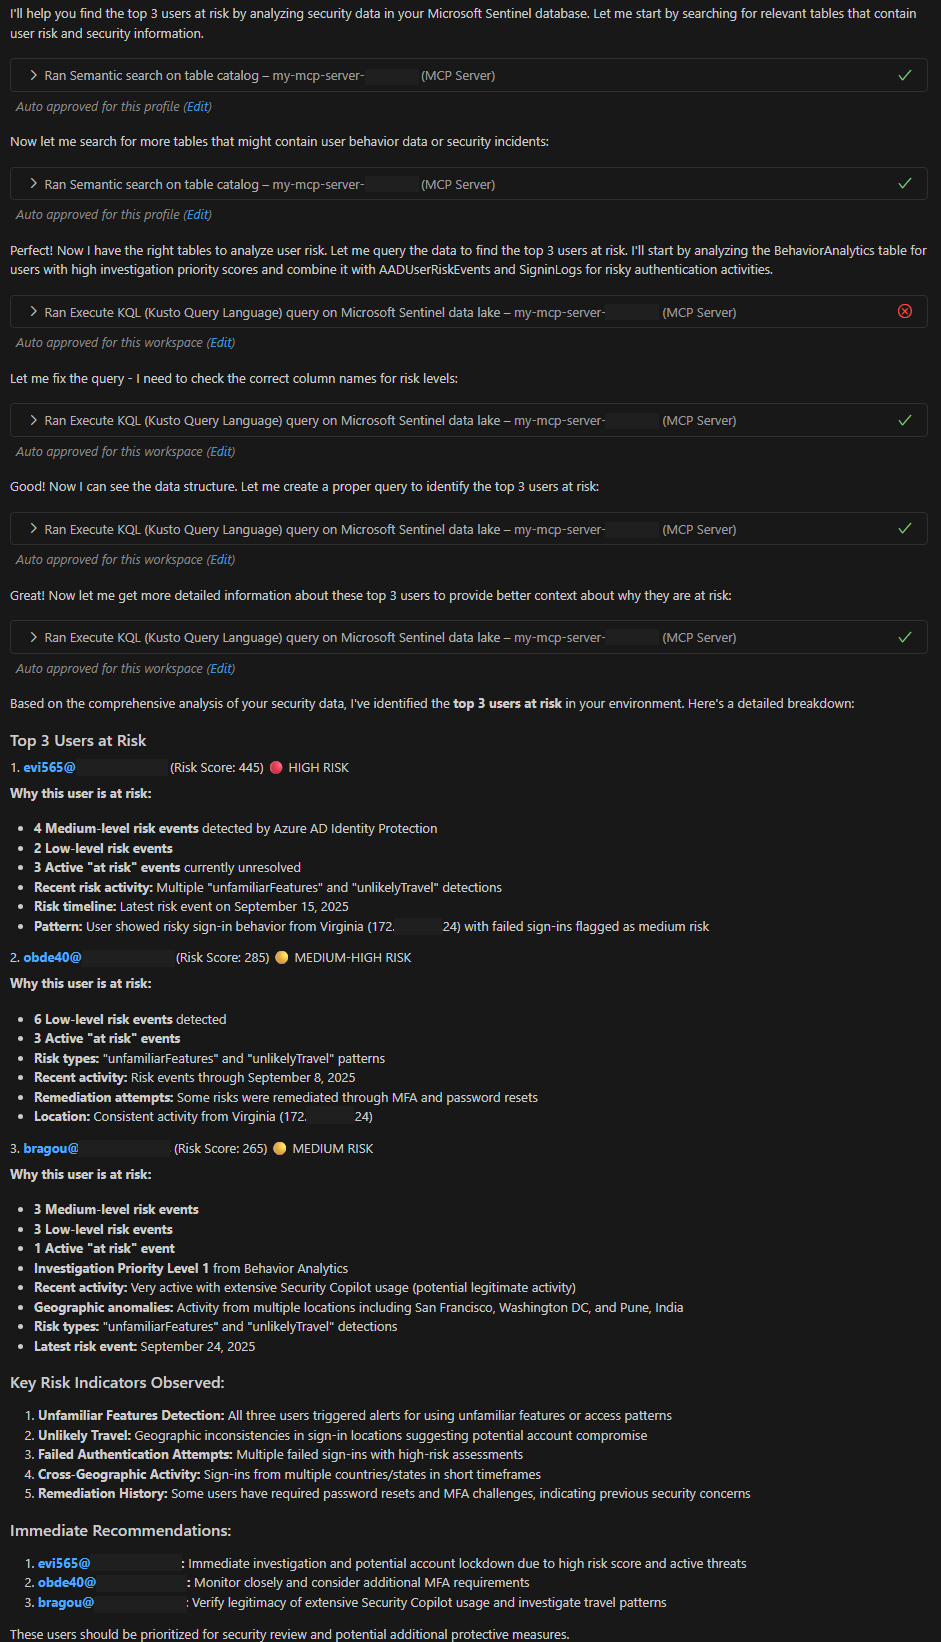 I'll help you find the top 3 users at risk by analyzing security data in your Microsoft Sentinel database. Let me start by searching for relevant tables that contain
user risk and security information.
Ran Semantic search on table catalog – my-mcp-server- (MCP Server)
Auto approved for this profile (Edit)
Now let me search for more tables that might contain user behavior data or security incidents:
Ran Semantic search on table catalog – my-mcp-server- (MCP Server)
Auto approved for this profile (Edit)
Perfect! Now I have the right tables to analyze user risk. Let me query the data to find the top 3 users at risk. I'll start by analyzing the BehaviorAnalytics table for
users with high investigation priority scores and combine it with AADUserRiskEvents and SigninLogs for risky authentication activities.
Ran Execute KQL (Kusto Query Language) query on Microsoft Sentinel data lake – my-mcp-server- (MCP Server)
Auto approved for this workspace (Edit)
Let me fix the query - I need to check the correct column names for risk levels:
Ran Execute KQL (Kusto Query Language) query on Microsoft Sentinel data lake – my-mcp-server- (MCP Server)
Auto approved for this workspace (Edit)
Good! Now I can see the data structure. Let me create a proper query to identify the top 3 users at risk:
Ran Execute KQL (Kusto Query Language) query on Microsoft Sentinel data lake – my-mcp-server- (MCP Server)
Auto approved for this workspace (Edit)
Great! Now let me get more detailed information about these top 3 users to provide better context about why they are at risk:
Ran Execute KQL (Kusto Query Language) query on Microsoft Sentinel data lake – my-mcp-server- (MCP Server)
Auto approved for this workspace (Edit)
Based on the comprehensive analysis of your security data, I've identified the top 3 users at risk in your environment. Here's a detailed breakdown:
Top 3 Users at Risk
1. evi565@ (Risk Score: 445) 🔴 HIGH RISK
Why this user is at risk:
• 4 Medium-level risk events detected by Azure AD Identity Protection
• 2 Low-level risk events
• 3 Active "at risk" events currently unresolved
• Recent risk activity: Multiple "unfamiliarFeatures" and "unlikelyTravel" detections
• Risk timeline: Latest risk event on September 15, 2025
• Pattern: User showed risky sign-in behavior from Virginia (172. 24) with failed sign-ins flagged as medium risk
2. obde40@ (Risk Score: 285) 🟡 MEDIUM-HIGH RISK
Why this user is at risk:
• 6 Low-level risk events detected
• 3 Active "at risk" events
• Risk types: "unfamiliarFeatures" and "unlikelyTravel" patterns
• Recent activity: Risk events through September 8, 2025
• Remediation attempts: Some risks were remediated through MFA and password resets
• Location: Consistent activity from Virginia (172. 24)
3. bragou@ (Risk Score: 265) 🟡 MEDIUM RISK
Why this user is at risk:
• 3 Medium-level risk events
• 3 Low-level risk events
• 1 Active "at risk" event
• Investigation Priority Level 1 from Behavior Analytics
• Recent activity: Very active with extensive Security Copilot usage (potential legitimate activity)
• Geographic anomalies: Activity from multiple locations including San Francisco, Washington DC, and Pune, India
• Risk types: "unfamiliarFeatures" and "unlikelyTravel" detections
• Latest risk event: September 24, 2025
Key Risk Indicators Observed:
1. Unfamiliar Features Detection: All three users triggered alerts for using unfamiliar features or access patterns
2. Unlikely Travel: Geographic inconsistencies in sign-in locations suggesting potential account compromise
3. Failed Authentication Attempts: Multiple failed sign-ins with high-risk assessments
4. Cross-Geographic Activity: Sign-ins from multiple countries/states in short timeframes
5. Remediation History: Some users have required password resets and MFA challenges, indicating previous security concerns
Immediate Recommendations:
1. evi565@ : Immediate investigation and potential account lockdown due to high risk score and active threats
2. obde40@ : Monitor closely and consider additional MFA requirements
3. bragou@ : Verify legitimacy of extensive Security Copilot usage and investigate travel patterns
These users should be prioritized for security review and potential additional protective measures.